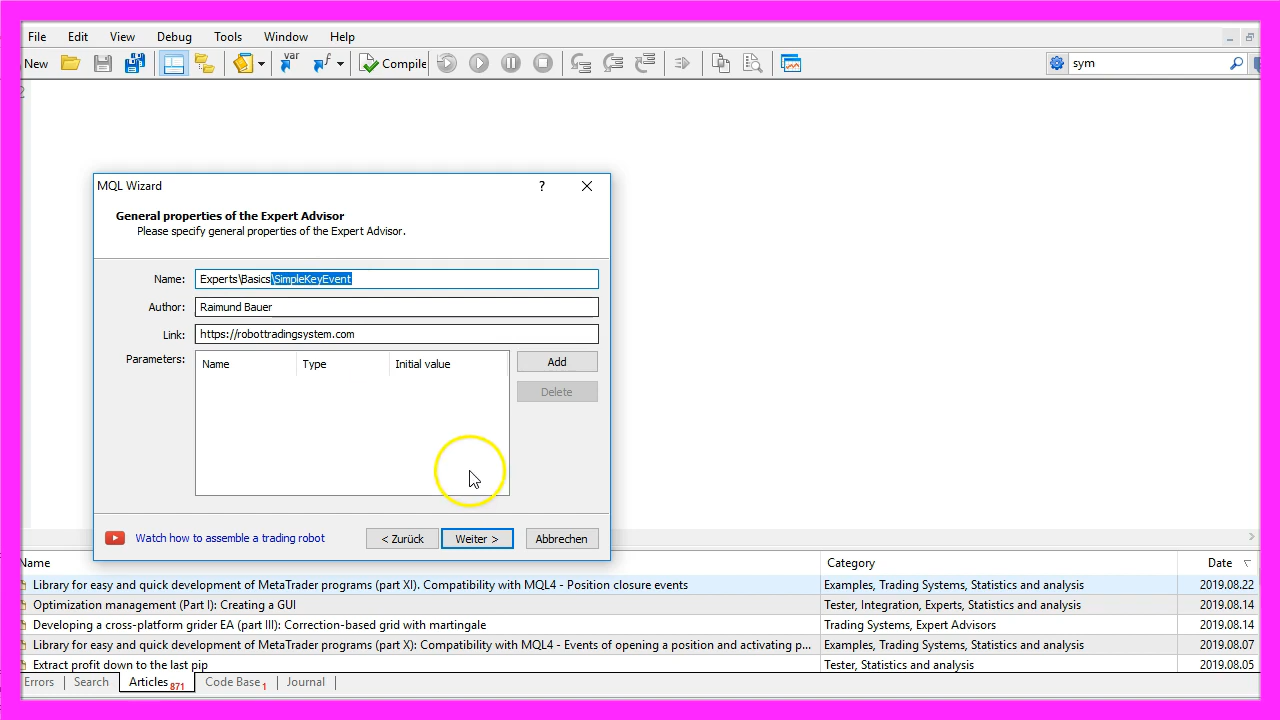 File Edit View Debug Tools Window Help
New Compile sym
2
MQL Wizard
General properties of the Expert Advisor
Please specify general properties of the Expert Advisor.
Name: Experts\Basics\SimpleKeyEvent
Author: Raimund Bauer
Link: https://robottradingsystem.com
Parameters: Name Type Initial value Add
Delete
Watch how to assemble a trading robot < Zurück Weiter > Abbrechen
Name Category Date
Library for easy and quick development of MetaTrader programs (part XI). Compatibility with MQL4 - Position closure events Examples, Trading Systems, Statistics and analysis 2019.08.22
Optimization management (Part I): Creating a GUI Tester, Integration, Experts, Statistics and analysis 2019.08.14
Developing a cross-platform grider EA (part III): Correction-based grid with martingale Trading Systems, Expert Advisors 2019.08.14
Library for easy and quick development of MetaTrader programs (part X): Compatibility with MQL4 - Events of opening a position and activating p... Examples, Trading Systems, Statistics and analysis 2019.08.07
Extract profit down to the last pip Tester, Statistics and analysis 2019.08.05
Errors Search Articles 871 Code Base 1 Journal